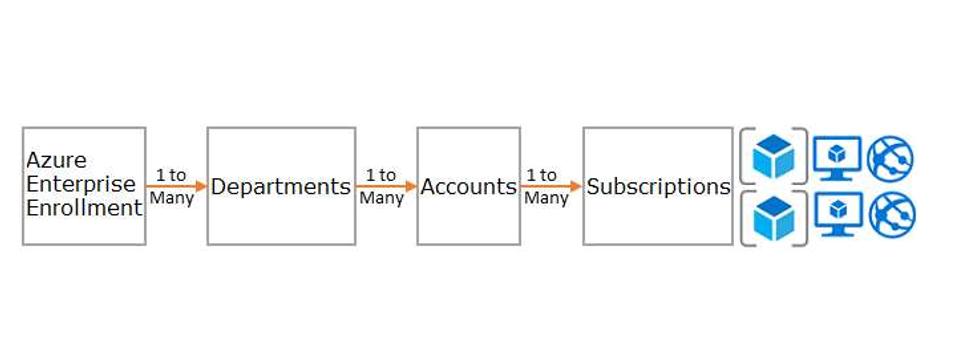 Azure
Enterprise
Enrollment
1 to
Many
Departments
1 to
Many
Accounts
1 to
Many
Subscriptions